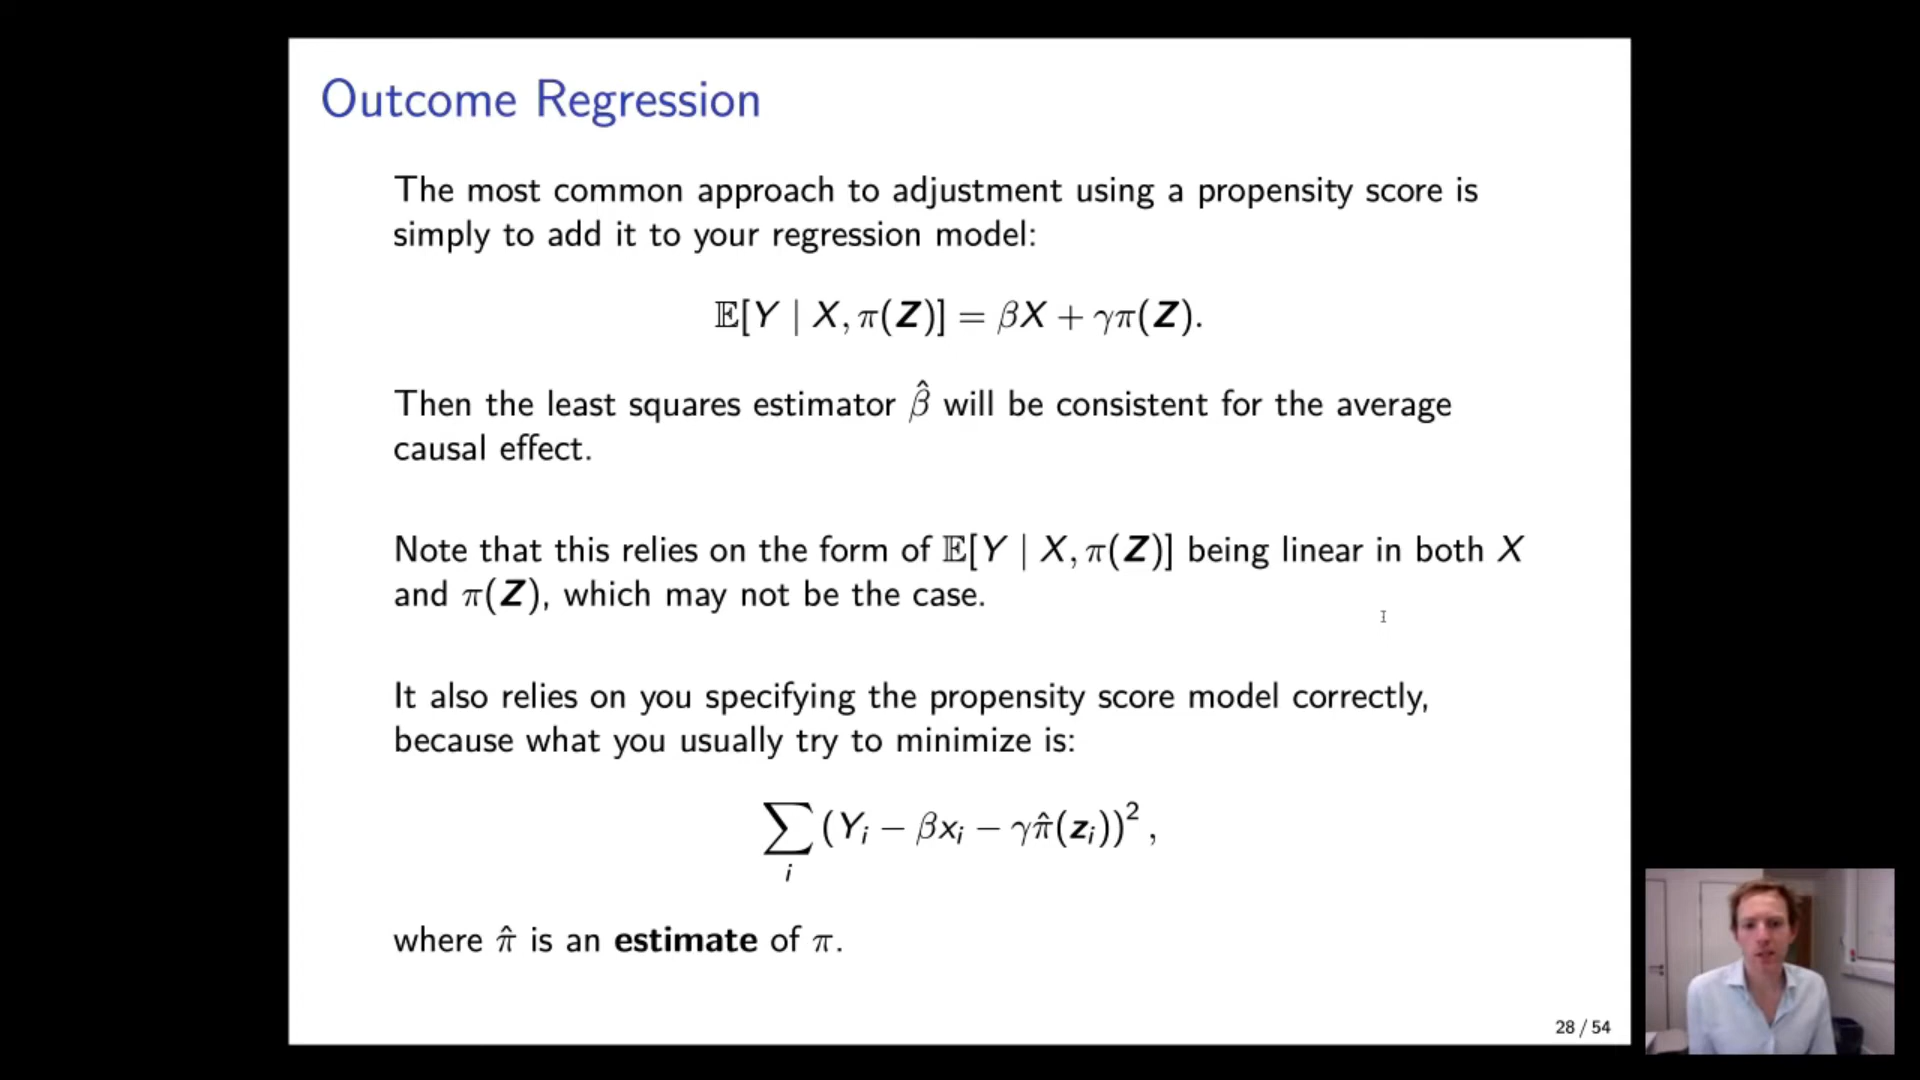 Outcome Regression
The most common approach to adjustment using a propensity score is
simply to add it to your regression model:
𝔼[Y | X, π(𝒁)] = βX + γπ(𝒁).
Then the least squares estimator β̂ will be consistent for the average
causal effect.
Note that this relies on the form of 𝔼[Y | X, π(𝒁)] being linear in both X
and π(𝒁), which may not be the case.
It also relies on you specifying the propensity score model correctly,
because what you usually try to minimize is:
∑ᵢ (Yᵢ − βxᵢ − γπ̂(𝒛ᵢ))² ,
where π̂ is an estimate of π.
28 / 54